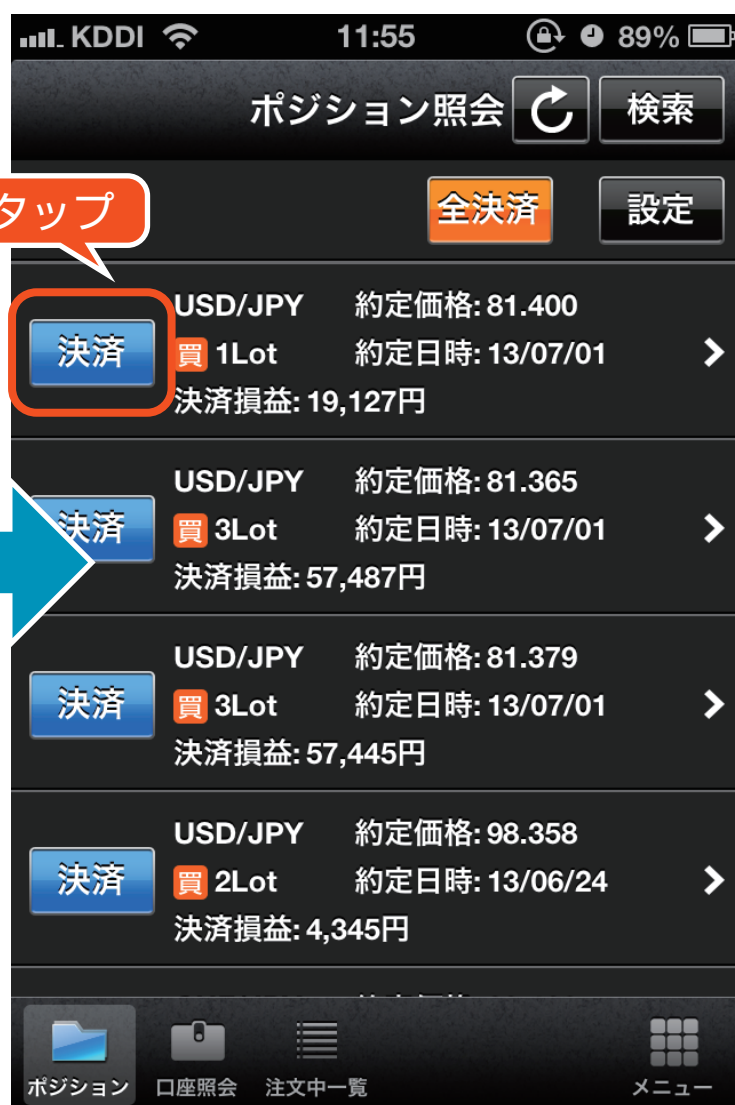 KDDI 11:55 89%
ポジション照会 検索
タップ
全決済 設定
USD/JPY 約定価格: 81.400
決済 買 1Lot 約定日時: 13/07/01
決済損益: 19,127円
USD/JPY 約定価格: 81.365
決済 買 3Lot 約定日時: 13/07/01
決済損益: 57,487円
USD/JPY 約定価格: 81.379
決済 買 3Lot 約定日時: 13/07/01
決済損益: 57,445円
USD/JPY 約定価格: 98.358
決済 買 2Lot 約定日時: 13/06/24
決済損益: 4,345円
ポジション 口座照会 注文中一覧 メニュー